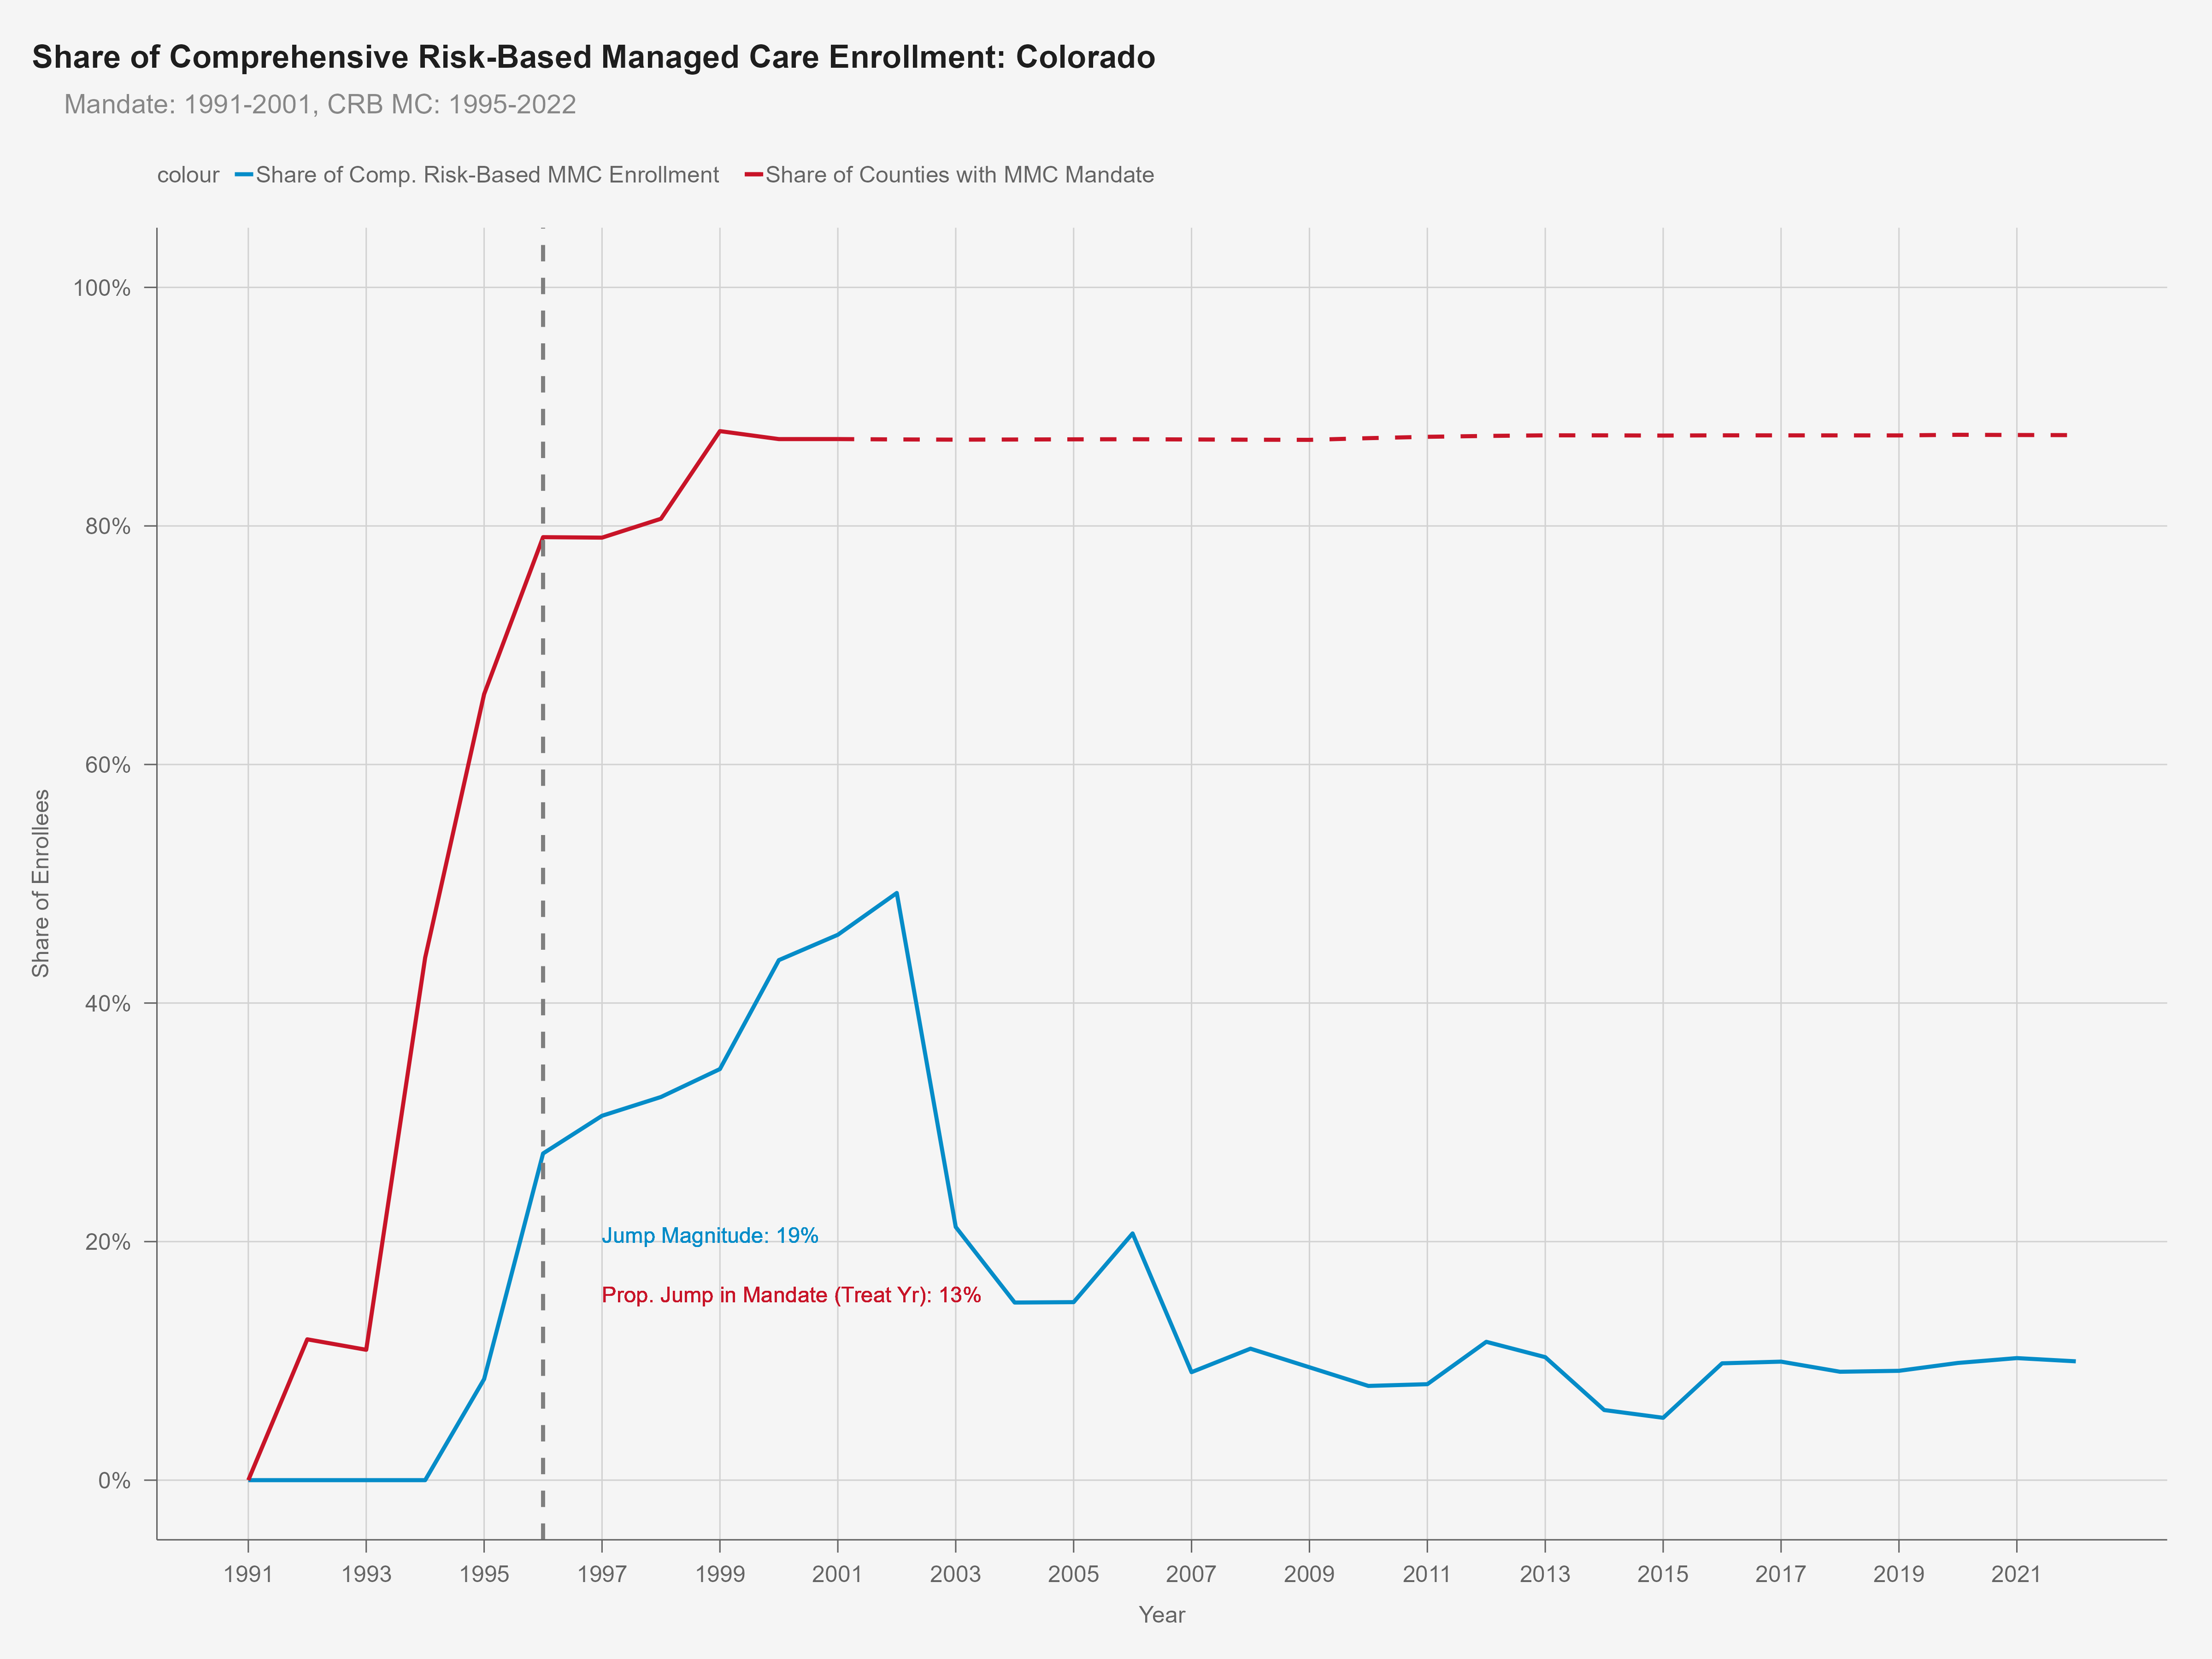 Share of Comprehensive Risk-Based Managed Care Enrollment: Colorado
Mandate: 1991-2001, CRB MC: 1995-2022
colour Share of Comp. Risk-Based MMC Enrollment Share of Counties with MMC Mandate
100%
80%
60%
40%
20%
0%
Share of Enrollees
Jump Magnitude: 19%
Prop. Jump in Mandate (Treat Yr): 13%
1991 1993 1995 1997 1999 2001 2003 2005 2007 2009 2011 2013 2015 2017 2019 2021
Year